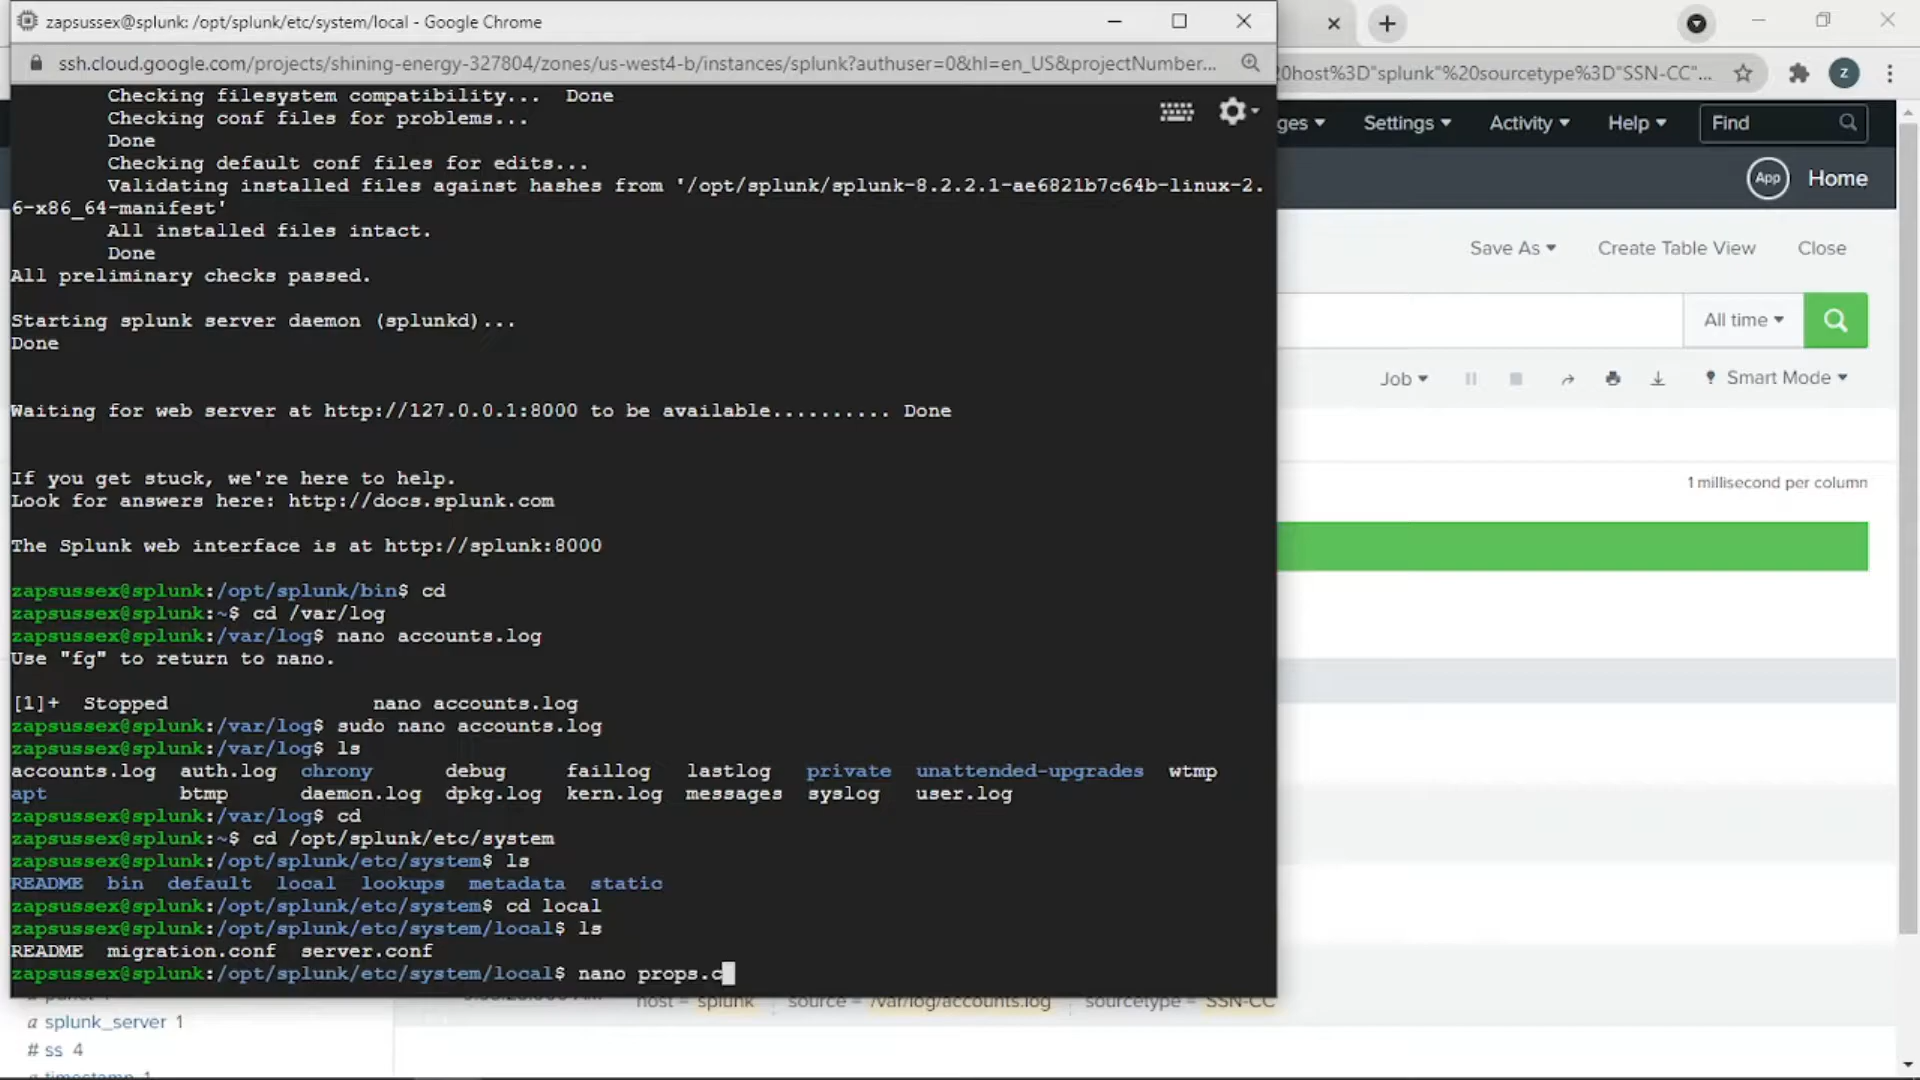 zapsussex@splunk: /opt/splunk/etc/system/local - Google Chrome
ssh.cloud.google.com/projects/shining-energy-327804/zones/us-west4-b/instances/splunk?authuser=0&hl=en_US&projectNumber...
20host%3D"splunk"%20sourcetype%3D"SSN-CC"...
z
ges Settings Activity Help Find
App Home
Save As Create Table View Close
All time
Job Smart Mode
1 millisecond per column
Checking filesystem compatibility... Done
Checking conf files for problems...
Done
Checking default conf files for edits...
Validating installed files against hashes from '/opt/splunk/splunk-8.2.2.1-ae6821b7c64b-linux-2.
6-x86_64-manifest'
All installed files intact.
Done
All preliminary checks passed.
Starting splunk server daemon (splunkd)...
Done
Waiting for web server at http://127.0.0.1:8000 to be available.......... Done
If you get stuck, we're here to help.
Look for answers here: http://docs.splunk.com
The Splunk web interface is at http://splunk:8000
zapsussex@splunk:/opt/splunk/bin$ cd
zapsussex@splunk:~$ cd /var/log
zapsussex@splunk:/var/log$ nano accounts.log
Use "fg" to return to nano.
[1]+ Stopped nano accounts.log
zapsussex@splunk:/var/log$ sudo nano accounts.log
zapsussex@splunk:/var/log$ ls
accounts.log auth.log chrony debug faillog lastlog private unattended-upgrades wtmp
apt btmp daemon.log dpkg.log kern.log messages syslog user.log
zapsussex@splunk:/var/log$ cd
zapsussex@splunk:~$ cd /opt/splunk/etc/system
zapsussex@splunk:/opt/splunk/etc/system$ ls
README bin default local lookups metadata static
zapsussex@splunk:/opt/splunk/etc/system$ cd local
zapsussex@splunk:/opt/splunk/etc/system/local$ ls
README migration.conf server.conf
zapsussex@splunk:/opt/splunk/etc/system/local$ nano props.c
host = splunk source = /var/log/accounts.log sourcetype = SSN-CC
a splunk_server 1
# ss 4
a timestamp 1